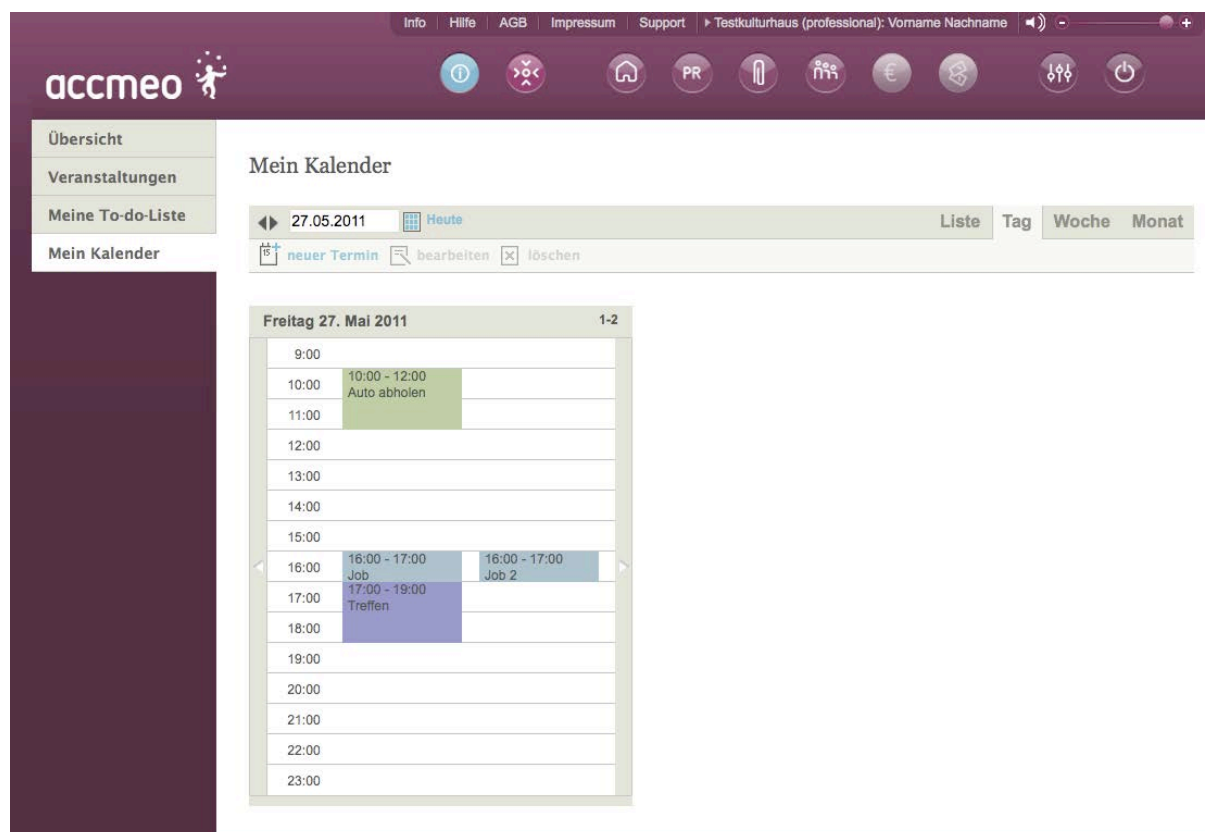 Info Hilfe AGB Impressum Support Testkulturhaus (professional): Vorname Nachname
accmeo
PR
€
Übersicht
Veranstaltungen
Meine To-do-Liste
Mein Kalender
Mein Kalender
27.05.2011 Heute Liste Tag Woche Monat
15 neuer Termin bearbeiten löschen
Freitag 27. Mai 2011 1-2
9:00
10:00 10:00 - 12:00
Auto abholen
11:00
12:00
13:00
14:00
15:00
16:00 16:00 - 17:00 16:00 - 17:00
Job Job 2
17:00 17:00 - 19:00
Treffen
18:00
19:00
20:00
21:00
22:00
23:00